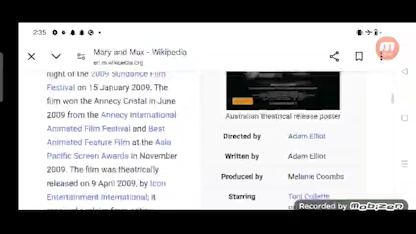 2:35
Mary and Max - Wikipedia
en.m.wikipedia.org
night of the 2009 Sundance Film
Festival on 15 January 2009. The
film won the Annecy Cristal in June
2009 from the Annecy International
Animated Film Festival and Best
Animated Feature Film at the Asia
Pacific Screen Awards in November
2009. The film was theatrically
released on 9 April 2009, by Icon
Entertainment International; it
Australian theatrical release poster
Directed by Adam Elliot
Written by Adam Elliot
Produced by Melanie Coombs
Starring Toni Collette
Recorded by Mobizen